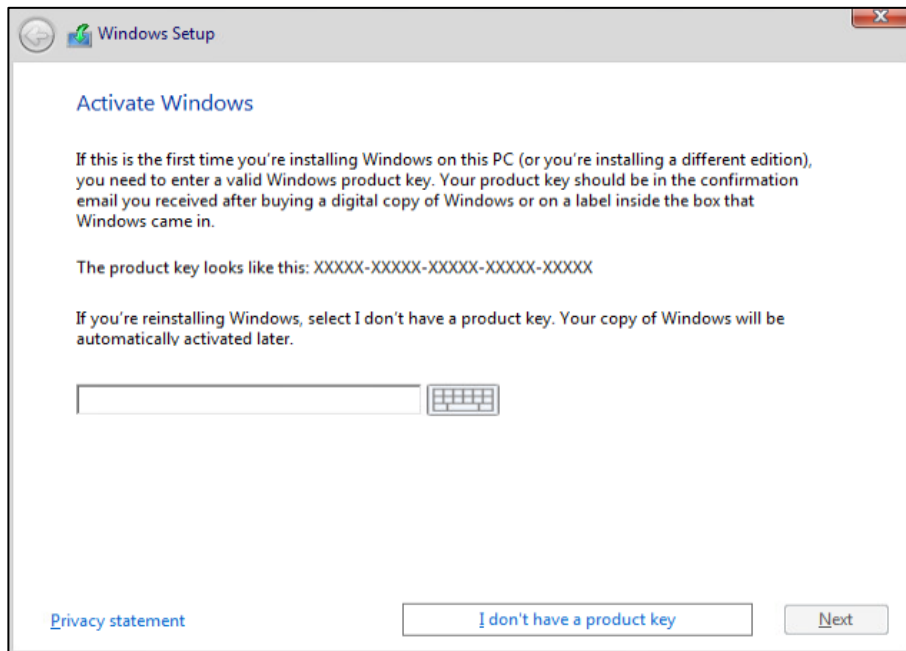 Windows Setup
Activate Windows
If this is the first time you're installing Windows on this PC (or you're installing a different edition),
you need to enter a valid Windows product key. Your product key should be in the confirmation
email you received after buying a digital copy of Windows or on a label inside the box that
Windows came in.
The product key looks like this: XXXXX-XXXXX-XXXXX-XXXXX-XXXXX
If you're reinstalling Windows, select I don't have a product key. Your copy of Windows will be
automatically activated later.
Privacy statement
I don't have a product key
Next